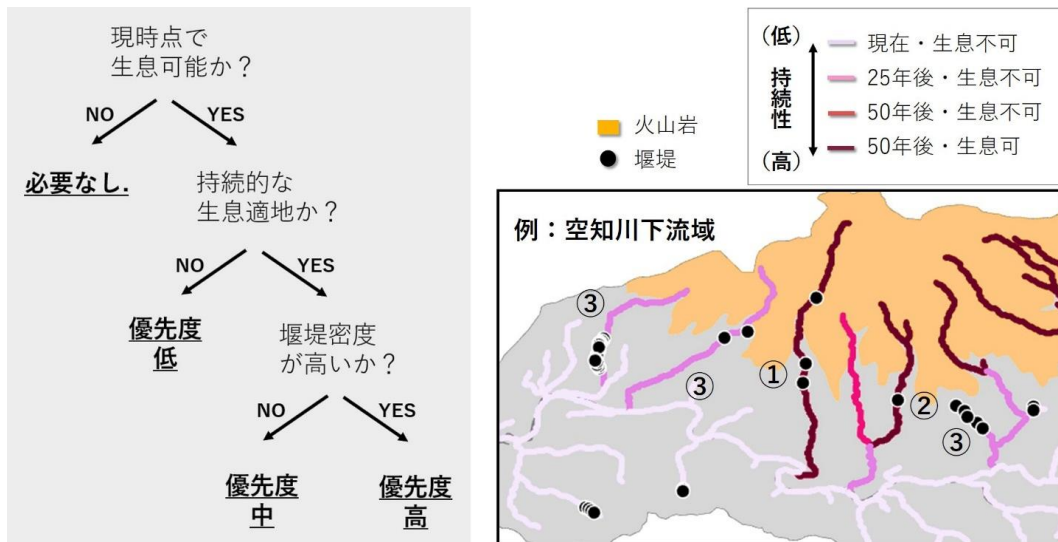 現時点で
生息可能か？
NO
YES
必要なし.
持続的な
生息適地か？
NO
YES
優先度
低
堰堤密度
が高いか？
NO
YES
優先度
中
優先度
高
火山岩
堰堤
（低）
持続性
（高）
現在・生息不可
25年後・生息不可
50年後・生息不可
50年後・生息可
例：空知川下流域
③
③
①
②
③